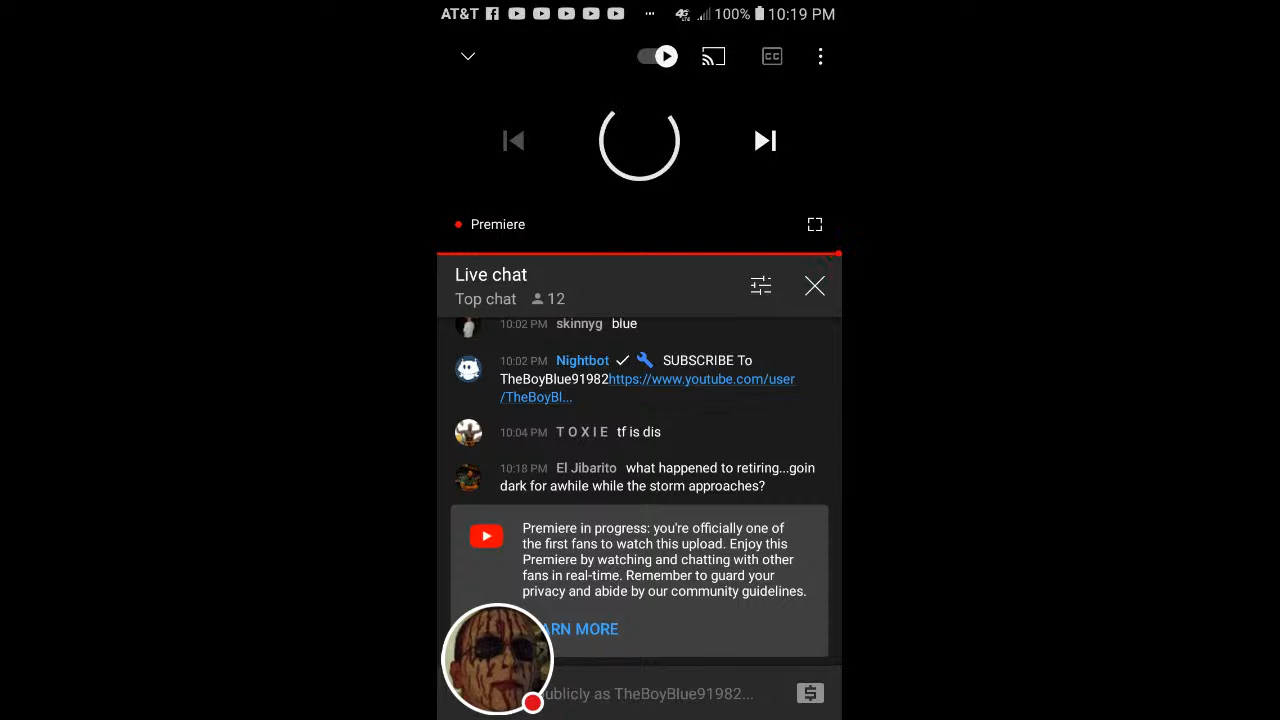 AT&T 4G LTE 100% 10:19 PM
CC
Premiere
Live chat
Top chat 12
10:02 PM skinnyg blue
10:02 PM Nightbot SUBSCRIBE To
TheBoyBlue91982https://www.youtube.com/user
/TheBoyBl...
10:04 PM T O X I E tf is dis
10:18 PM El Jibarito what happened to retiring...goin
dark for awhile while the storm approaches?
Premiere in progress: you're officially one of
the first fans to watch this upload. Enjoy this
Premiere by watching and chatting with other
fans in real-time. Remember to guard your
privacy and abide by our community guidelines.
ARN MORE
ublicly as TheBoyBlue91982...